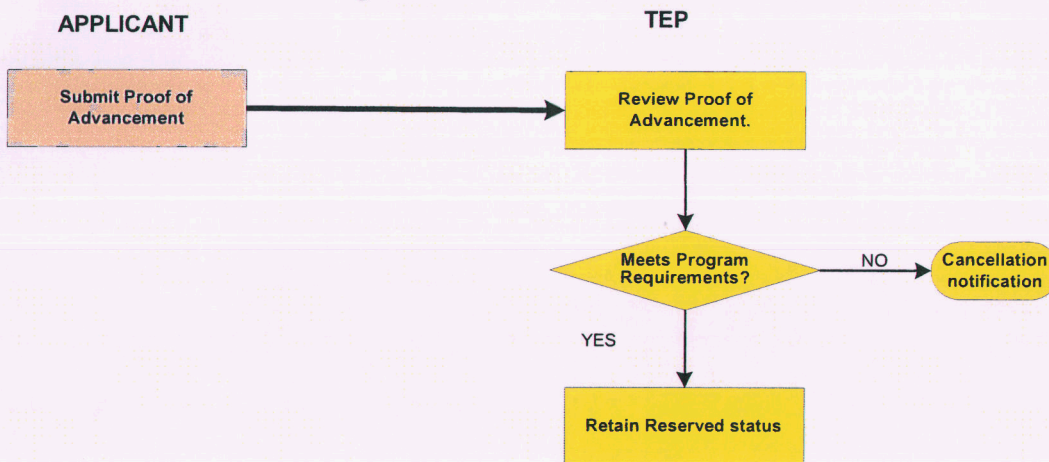 APPLICANT
TEP
Submit Proof of
Advancement
Review Proof of
Advancement.
Meets Program
Requirements?
NO
Cancellation
notification
YES
Retain Reserved status